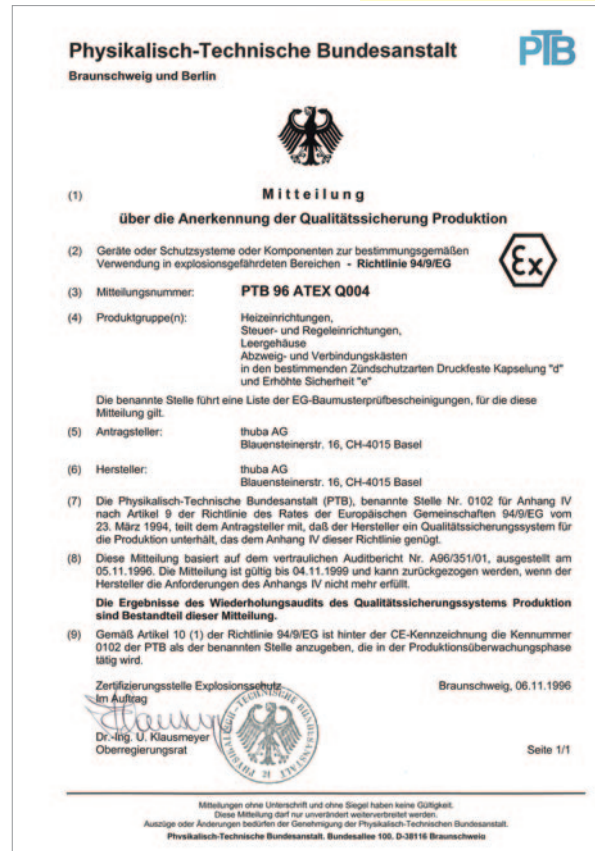 Physikalisch-Technische Bundesanstalt
PTB
Braunschweig und Berlin
(1) Mitteilung
über die Anerkennung der Qualitätssicherung Produktion
(2) Geräte oder Schutzsysteme oder Komponenten zur bestimmungsgemäßen
Verwendung in explosionsgefährdeten Bereichen - Richtlinie 94/9/EG
εx
(3) Mitteilungsnummer: PTB 96 ATEX Q004
(4) Produktgruppe(n): Heizeinrichtungen,
Steuer- und Regeleinrichtungen,
Leergehäuse
Abzweig- und Verbindungskästen
in den bestimmenden Zündschutzarten Druckfeste Kapselung "d"
und Erhöhte Sicherheit "e"
Die benannte Stelle führt eine Liste der EG-Baumusterprüfbescheinigungen, für die diese
Mitteilung gilt.
(5) Antragsteller: thuba AG
Blauensteinerstr. 16, CH-4015 Basel
(6) Hersteller: thuba AG
Blauensteinerstr. 16, CH-4015 Basel
(7) Die Physikalisch-Technische Bundesanstalt (PTB), benannte Stelle Nr. 0102 für Anhang IV
nach Artikel 9 der Richtlinie des Rates der Europäischen Gemeinschaften 94/9/EG vom
23. März 1994, teilt dem Antragsteller mit, daß der Hersteller ein Qualitätssicherungssystem für
die Produktion unterhält, das dem Anhang IV dieser Richtlinie genügt.
(8) Diese Mitteilung basiert auf dem vertraulichen Auditbericht Nr. A96/351/01, ausgestellt am
05.11.1996. Die Mitteilung ist gültig bis 04.11.1999 und kann zurückgezogen werden, wenn der
Hersteller die Anforderungen des Anhangs IV nicht mehr erfüllt.
Die Ergebnisse des Wiederholungsaudits des Qualitätssicherungssystems Produktion
sind Bestandteil dieser Mitteilung.
(9) Gemäß Artikel 10 (1) der Richtlinie 94/9/EG ist hinter der CE-Kennzeichnung die Kennummer
0102 der PTB als der benannten Stelle anzugeben, die in der Produktionsüberwachungsphase
tätig wird.
Zertifizierungsstelle Explosionsschutz Braunschweig, 06.11.1996
Im Auftrag
Dr.-Ing. U. Klausmeyer
Oberregierungsrat Seite 1/1
PHYSIKALISCH-TECHNISCHE BUNDESANSTALT
Mitteilungen ohne Unterschrift und ohne Siegel haben keine Gültigkeit.
Diese Mitteilung darf nur unverändert weiterverbreitet werden.
Auszüge oder Änderungen bedürfen der Genehmigung der Physikalisch-Technischen Bundesanstalt.
Physikalisch-Technische Bundesanstalt, Bundesallee 100, D-38116 Braunschweig